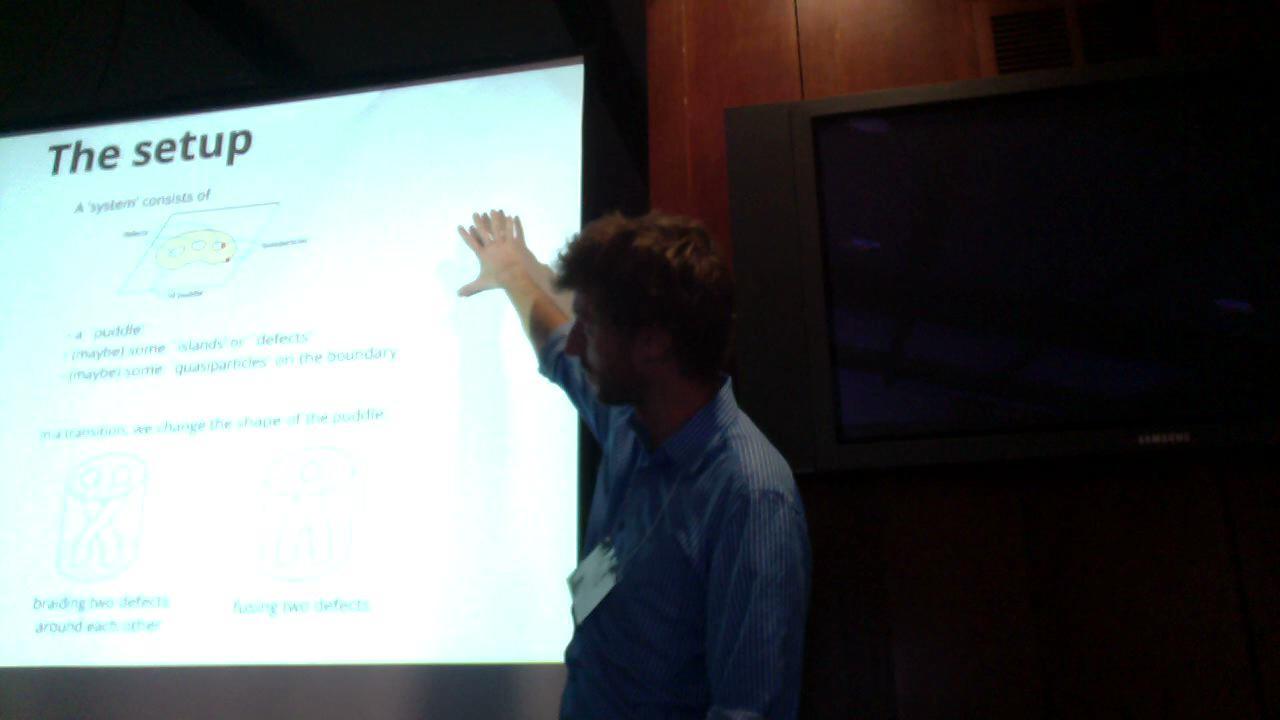 The setup
A 'system' consists of
defects
quasiparticles
of puddle
- a 'puddle'
- (maybe) some 'islands' or 'defects'
- (maybe) some 'quasiparticles' on the boundary
In a transition, we change the shape of the puddle
braiding two defects
around each other
fusing two defects
SAMSUNG